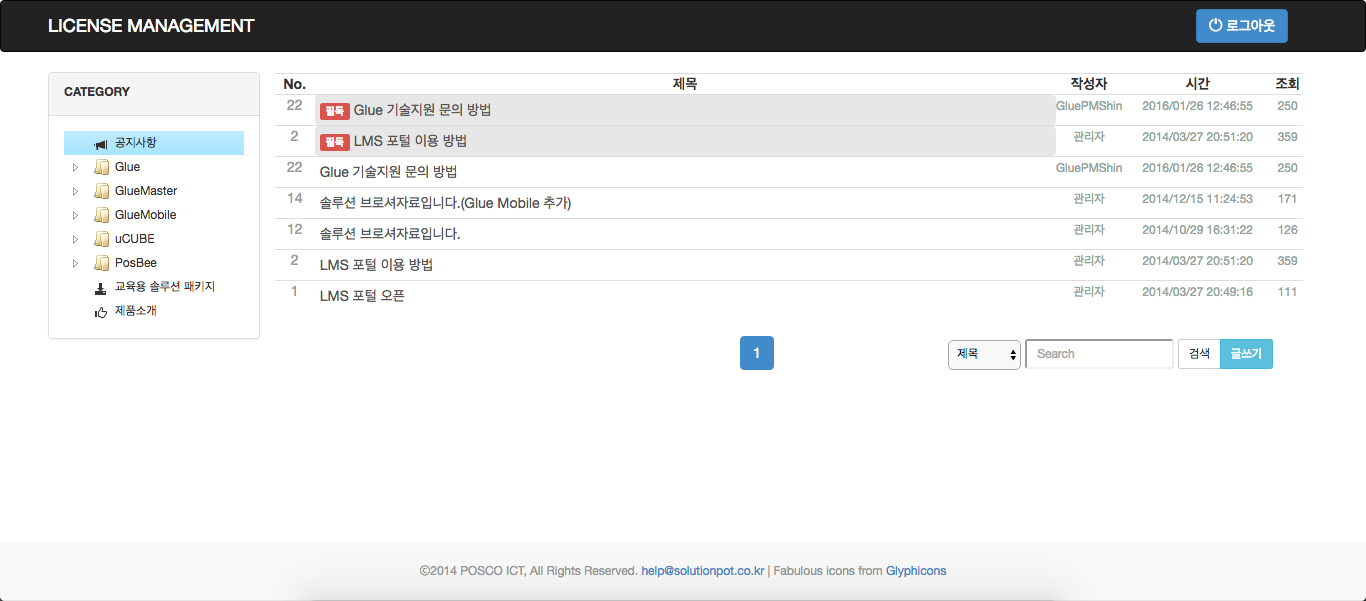 LICENSE MANAGEMENT
로그아웃
CATEGORY
공지사항
Glue
GlueMaster
GlueMobile
uCUBE
PosBee
교육용 솔루션 패키지
제품소개
No. 제목 작성자 시간 조회
22 필독 Glue 기술지원 문의 방법 GluePMShin 2016/01/26 12:46:55 250
2 필독 LMS 포털 이용 방법 관리자 2014/03/27 20:51:20 359
22 Glue 기술지원 문의 방법 GluePMShin 2016/01/26 12:46:55 250
14 솔루션 브로셔자료입니다.(Glue Mobile 추가) 관리자 2014/12/15 11:24:53 171
12 솔루션 브로셔자료입니다. 관리자 2014/10/29 16:31:22 126
2 LMS 포털 이용 방법 관리자 2014/03/27 20:51:20 359
1 LMS 포털 오픈 관리자 2014/03/27 20:49:16 111
1 제목 Search 검색 글쓰기
©2014 POSCO ICT, All Rights Reserved. help@solutionpot.co.kr | Fabulous icons from Glyphicons